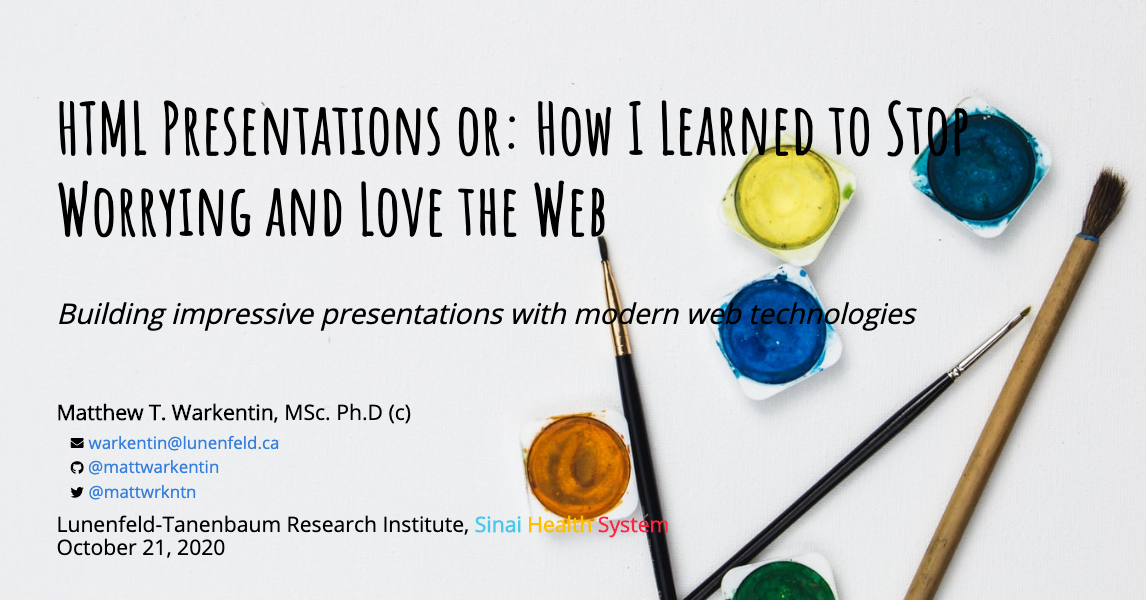 HTML Presentations or: How I Learned to Stop
Worrying and Love the Web
Building impressive presentations with modern web technologies
Matthew T. Warkentin, MSc. Ph.D (c)
warkentin@lunenfeld.ca
@mattwarkentin
@mattwrkntn
Lunenfeld-Tanenbaum Research Institute, Sinai Health System
October 21, 2020